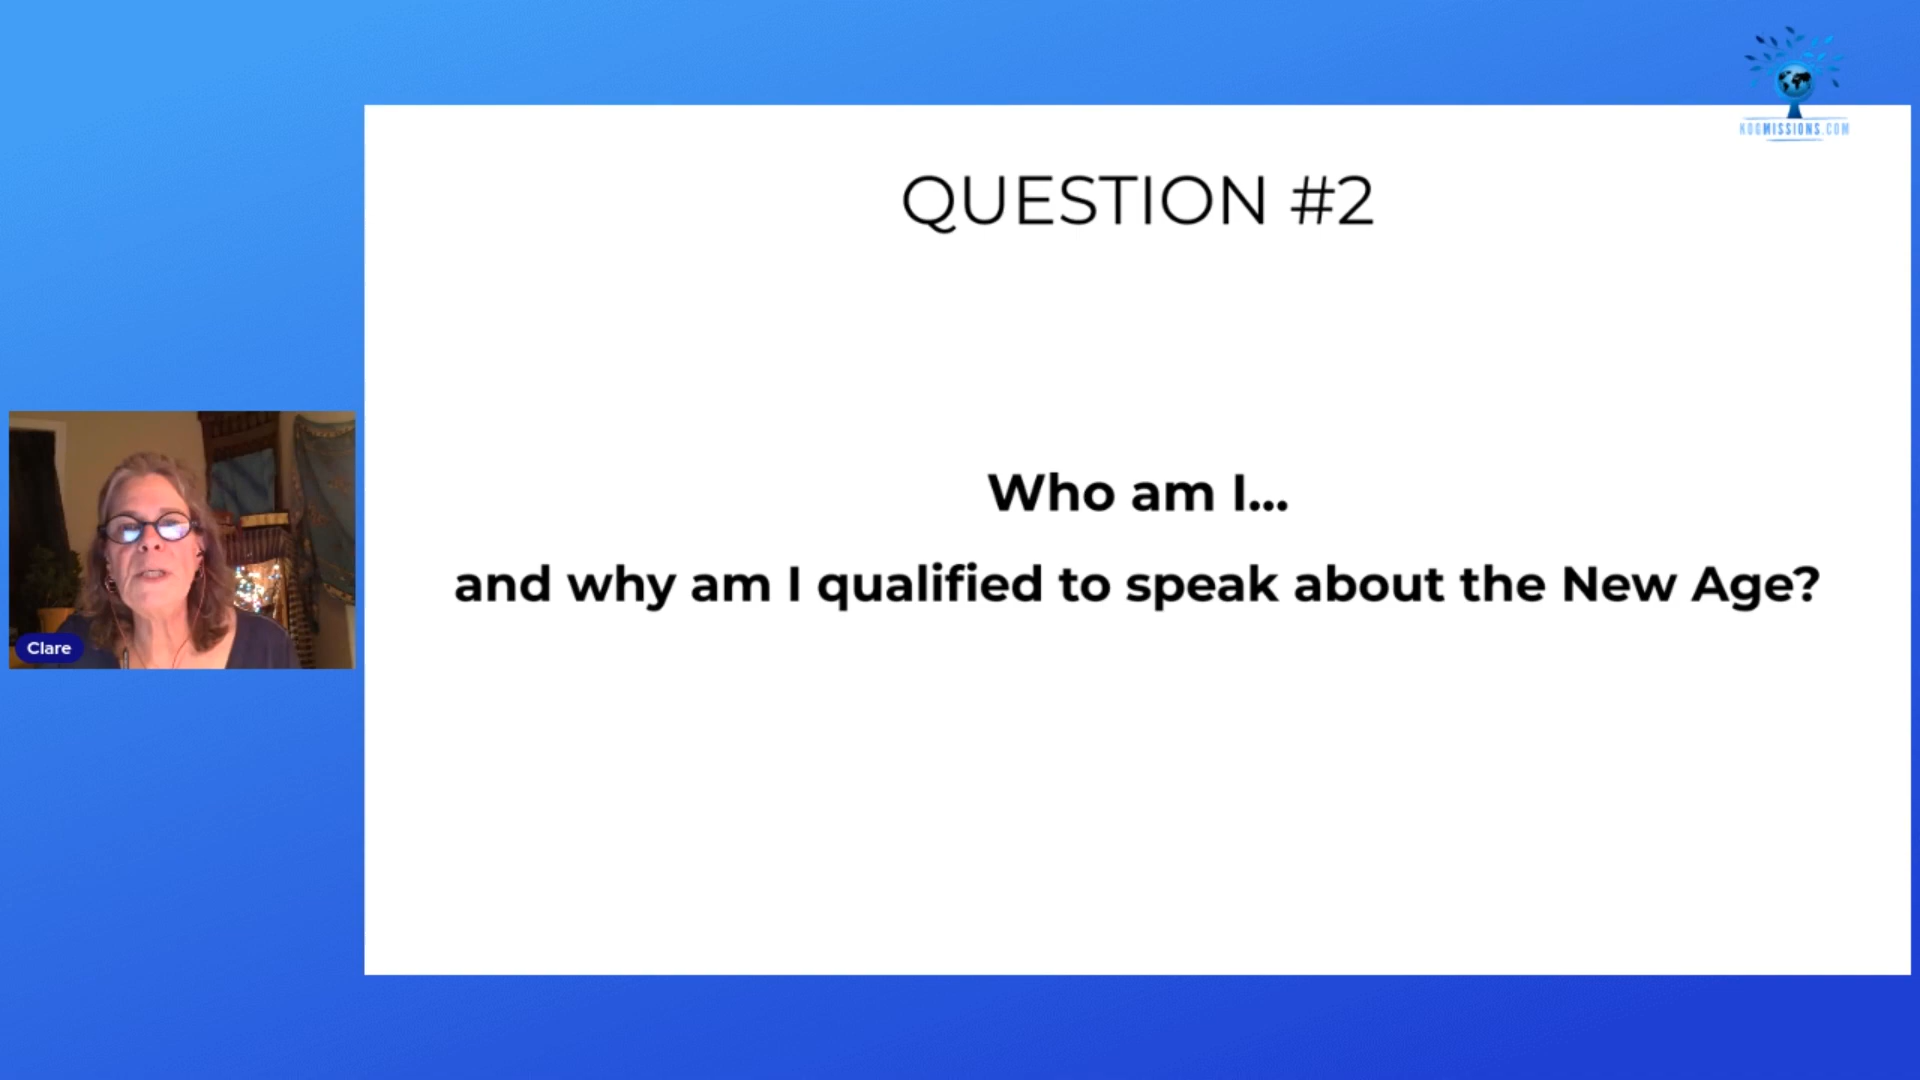 KOGMISSIONS.COM
QUESTION #2
Who am I...
and why am I qualified to speak about the New Age?
Clare